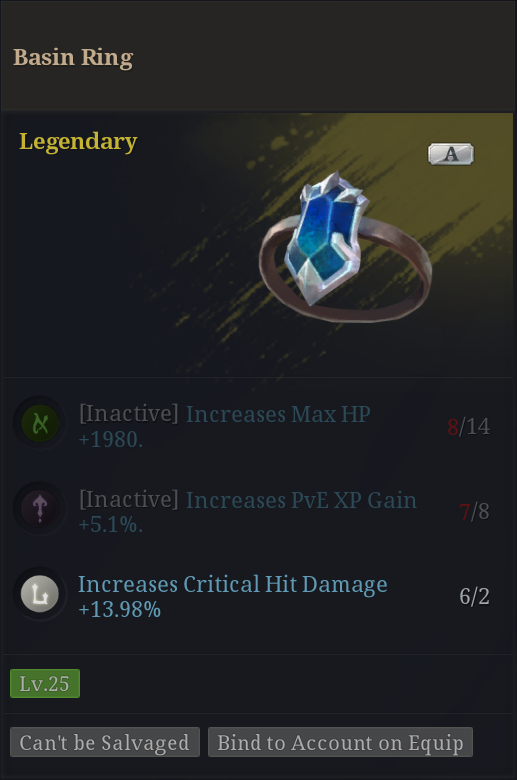 Basin Ring
Legendary
A
[Inactive] Increases Max HP
+1980.
8/14
[Inactive] Increases PvE XP Gain
+5.1%.
7/8
Increases Critical Hit Damage
+13.98%
6/2
Lv.25
Can't be Salvaged
Bind to Account on Equip